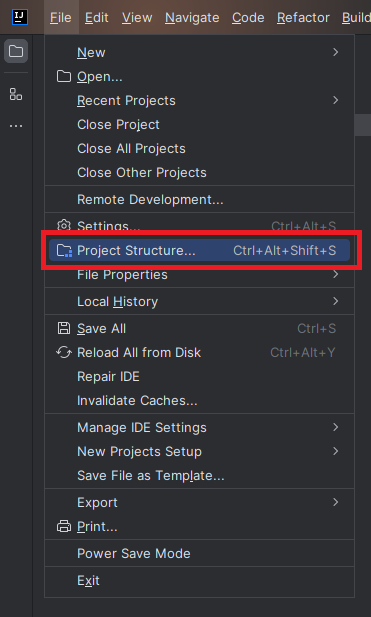 IJ File Edit View Navigate Code Refactor Build
New
Open...
Recent Projects
Close Project
Close All Projects
Close Other Projects
Remote Development...
Settings... Ctrl+Alt+S
Project Structure... Ctrl+Alt+Shift+S
File Properties
Local History
Save All Ctrl+S
Reload All from Disk Ctrl+Alt+Y
Repair IDE
Invalidate Caches...
Manage IDE Settings
New Projects Setup
Save File as Template...
Export
Print...
Power Save Mode
Exit